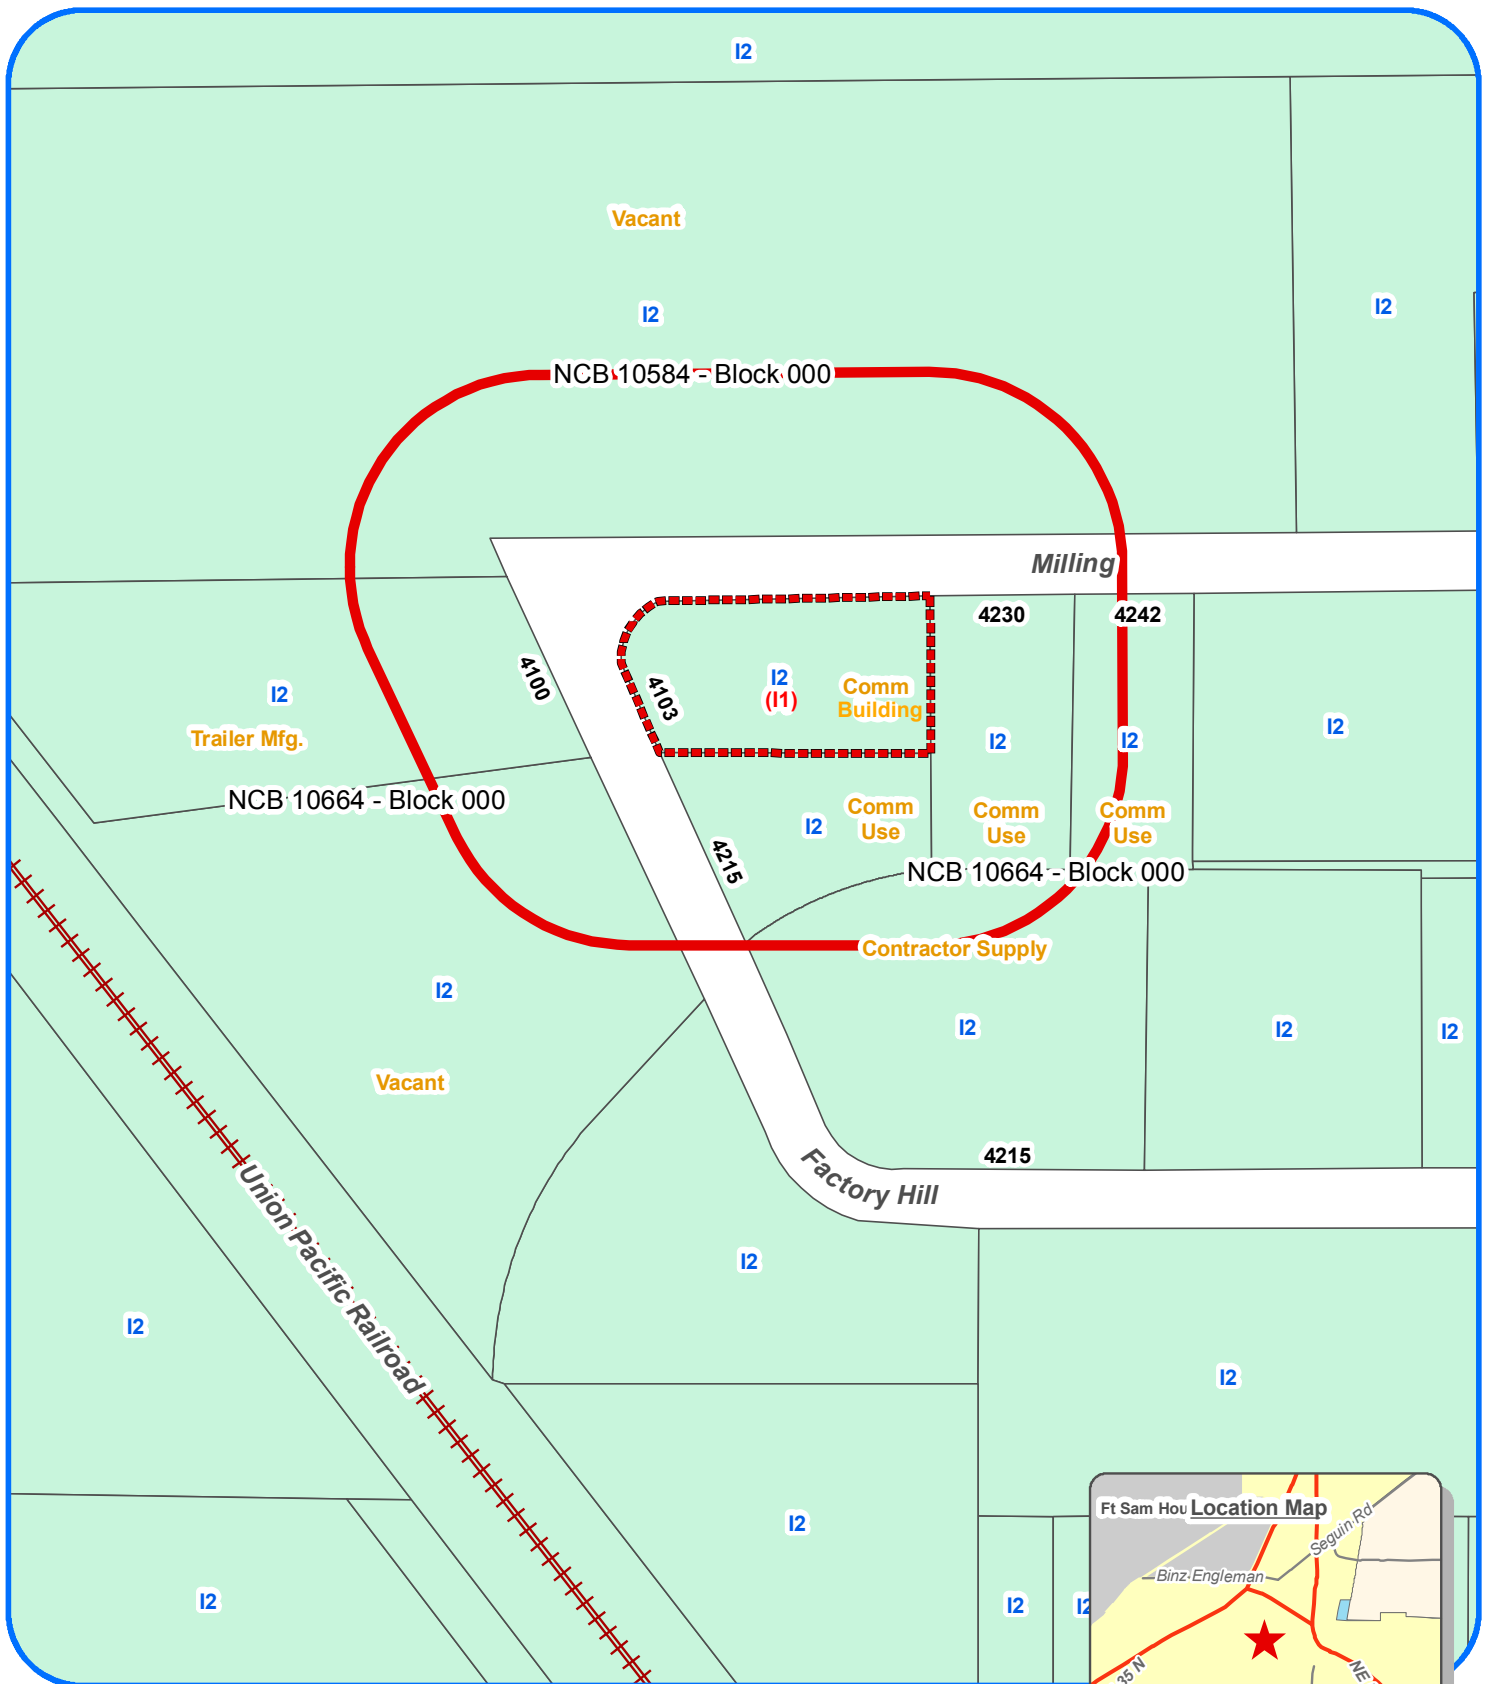 I2
Vacant
I2
I2
NCB 10584 - Block 000
Milling
4230
4242
4100
4103
I2
(I1)
Comm
Building
I2
Trailer Mfg.
I2
I2
I2
NCB 10664 - Block 000
Comm
Use
I2
Comm
Use
Comm
Use
4215
NCB 10664 - Block 000
Contractor Supply
I2
I2
I2
I2
Vacant
4215
Factory Hill
Union Pacific Railroad
I2
I2
I2
I2
I2
I2
I2
Ft Sam Hou
Location Map
Seguin Rd
Binz-Engleman
35 N
NE